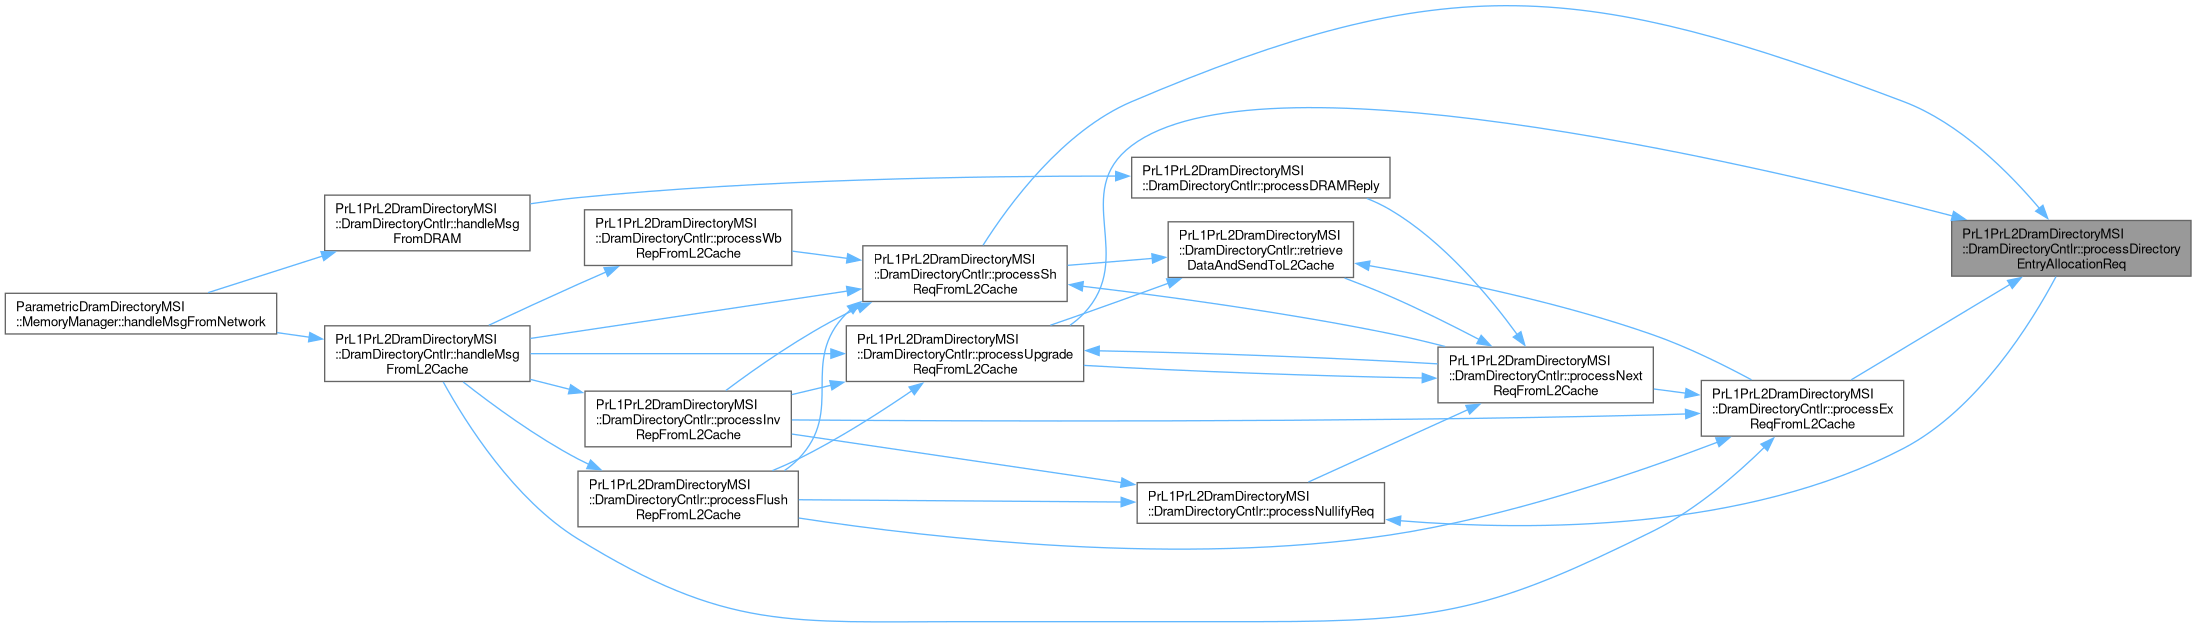 PrL1PrL2DramDirectoryMSI
::DramDirectoryCntlr::processDirectory
EntryAllocationReq
PrL1PrL2DramDirectoryMSI
::DramDirectoryCntlr::processDRAMReply
PrL1PrL2DramDirectoryMSI
::DramDirectoryCntlr::handleMsg
FromDRAM
PrL1PrL2DramDirectoryMSI
::DramDirectoryCntlr::processWb
RepFromL2Cache
PrL1PrL2DramDirectoryMSI
::DramDirectoryCntlr::processSh
ReqFromL2Cache
PrL1PrL2DramDirectoryMSI
::DramDirectoryCntlr::retrieve
DataAndSendToL2Cache
ParametricDramDirectoryMSI
::MemoryManager::handleMsgFromNetwork
PrL1PrL2DramDirectoryMSI
::DramDirectoryCntlr::handleMsg
FromL2Cache
PrL1PrL2DramDirectoryMSI
::DramDirectoryCntlr::processUpgrade
ReqFromL2Cache
PrL1PrL2DramDirectoryMSI
::DramDirectoryCntlr::processNext
ReqFromL2Cache
PrL1PrL2DramDirectoryMSI
::DramDirectoryCntlr::processEx
ReqFromL2Cache
PrL1PrL2DramDirectoryMSI
::DramDirectoryCntlr::processInv
RepFromL2Cache
PrL1PrL2DramDirectoryMSI
::DramDirectoryCntlr::processFlush
RepFromL2Cache
PrL1PrL2DramDirectoryMSI
::DramDirectoryCntlr::processNullifyReq